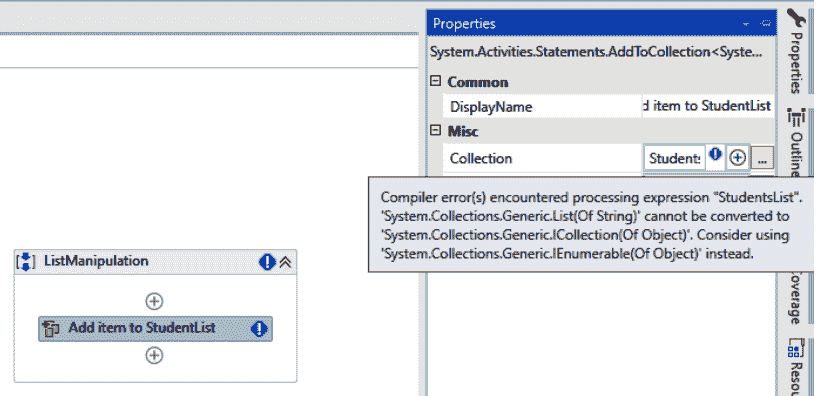 Properties
System.Activities.Statements.AddToCollection<Syste...
Common
DisplayName
d item to StudentList
Misc
Collection
Student:
...
Compiler error(s) encountered processing expression "StudentsList".
'System.Collections.Generic.List(Of String)' cannot be converted to
'System.Collections.Generic.ICollection(Of Object)'. Consider using
'System.Collections.Generic.IEnumerable(Of Object)' instead.
ListManipulation
Add item to StudentList
Properties
Outline
overage
Resou